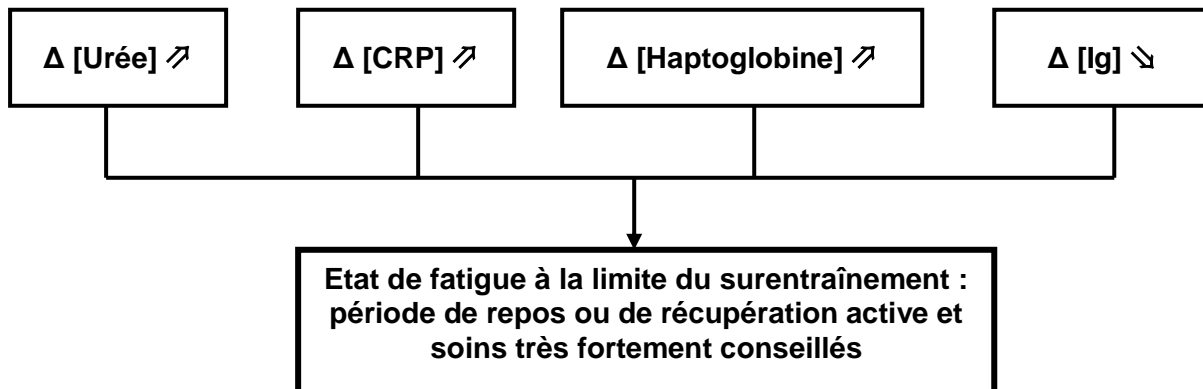 Δ [Urée] ⇗
Δ [CRP] ⇗
Δ [Haptoglobine] ⇗
Δ [Ig] ⇘
Etat de fatigue à la limite du surentraînement :
période de repos ou de récupération active et
soins très fortement conseillés